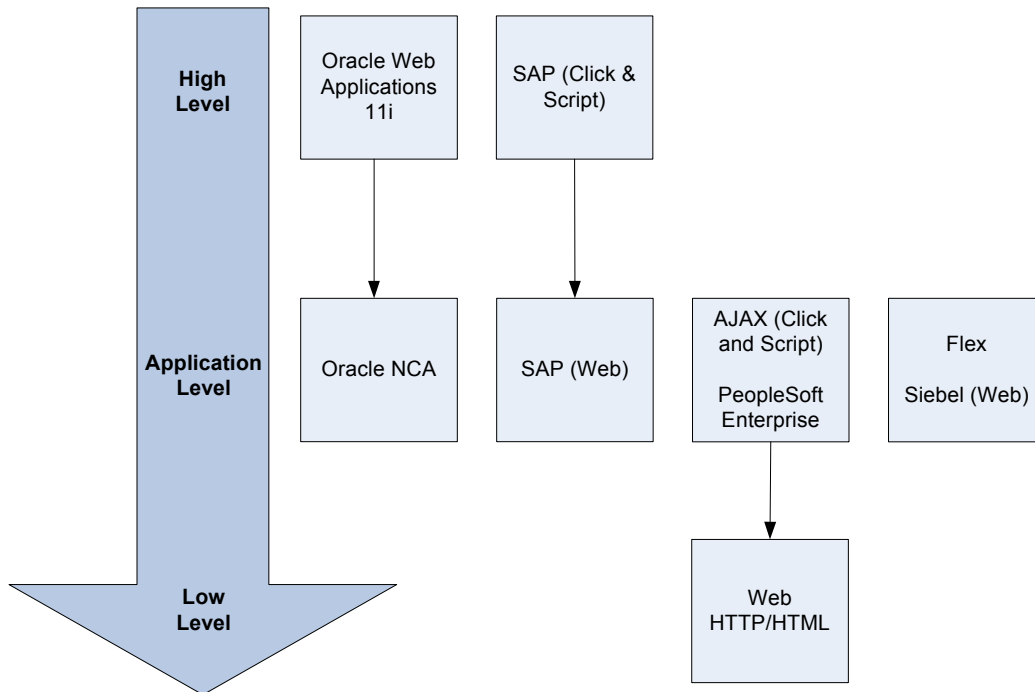 High
Level
Oracle Web
Applications
11i
SAP (Click &
Script)
Application
Level
Oracle NCA
SAP (Web)
AJAX (Click
and Script)
PeopleSoft
Enterprise
Flex
Siebel (Web)
Low
Level
Web
HTTP/HTML